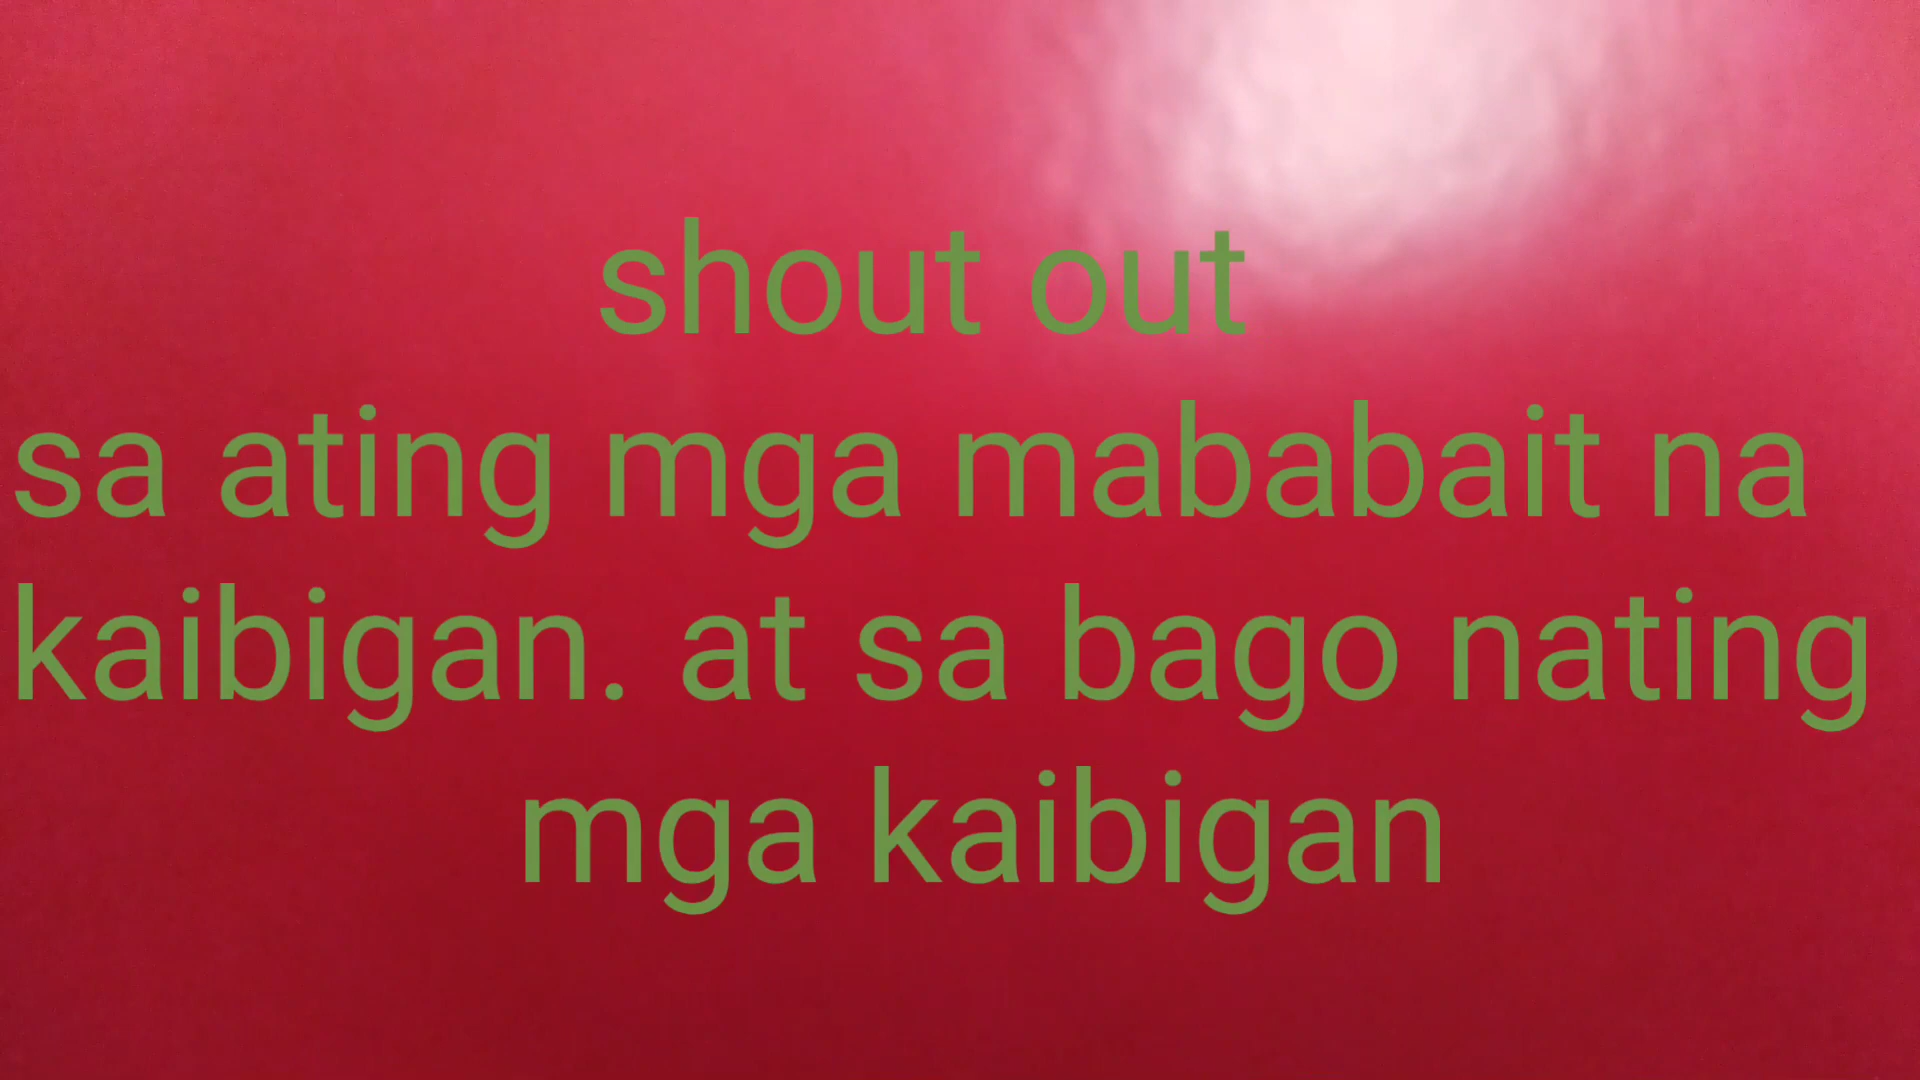 shout out
sa ating mga mababait na
kaibigan. at sa bago nating
mga kaibigan